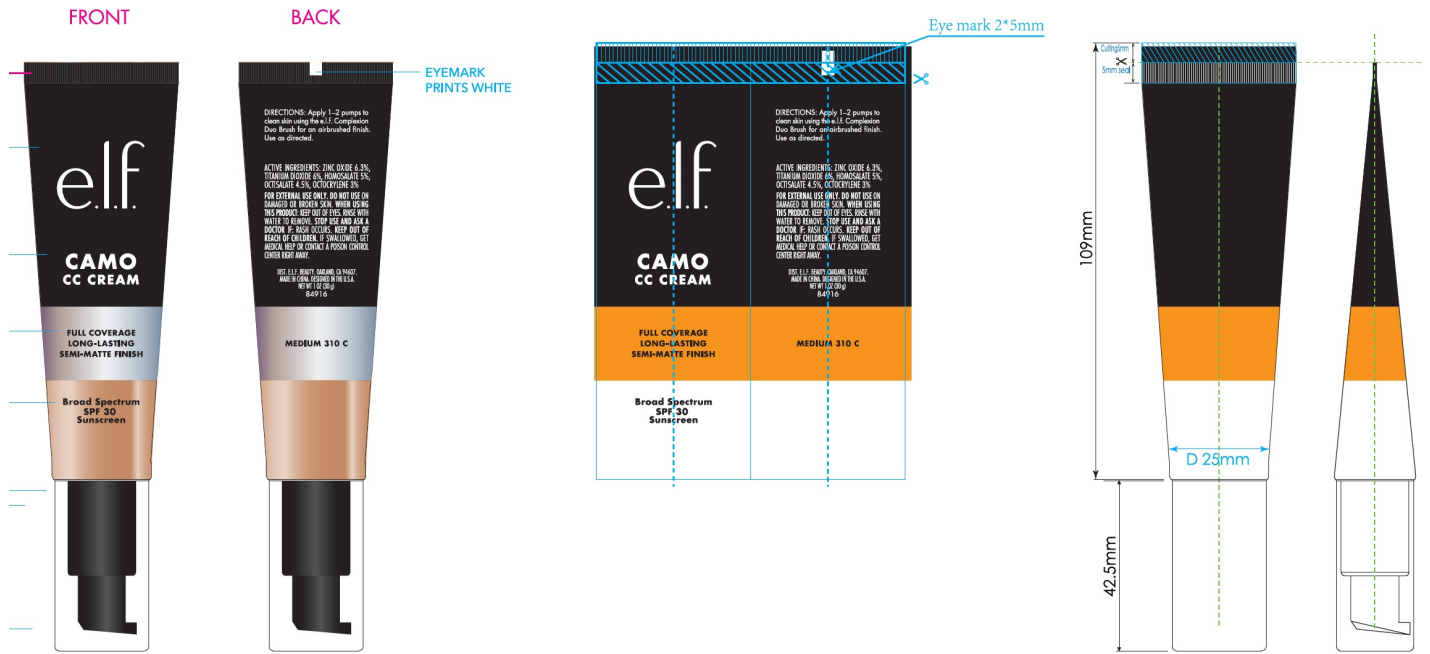 FRONT
e.l.f.
CAMO
CC CREAM
FULL COVERAGE
LONG-LASTING
SEMI-MATTE FINISH
Broad Spectrum
SPF 30
Sunscreen
BACK
EYEMARK
PRINTS WHITE
DIRECTIONS: Apply 1–2 pumps to
clean skin using the e.l.f. Complexion
Duo Brush for an airbrushed finish.
Use as directed.
ACTIVE INGREDIENTS: ZINC OXIDE 6.3%,
TITANIUM DIOXIDE 6%, HOMOSALATE 5%,
OCTISALATE 4.5%, OCTOCRYLENE 3%
FOR EXTERNAL USE ONLY. DO NOT USE ON
DAMAGED OR BROKEN SKIN. WHEN USING
THIS PRODUCT: KEEP OUT OF EYES. RINSE WITH
WATER TO REMOVE. STOP USE AND ASK A
DOCTOR IF: RASH OCCURS. KEEP OUT OF
REACH OF CHILDREN. IF SWALLOWED, GET
MEDICAL HELP OR CONTACT A POISON CONTROL
CENTER RIGHT AWAY.
DIST. E.L.F. BEAUTY, OAKLAND, CA 94607.
MADE IN CHINA. DESIGNED IN THE U.S.A.
NET WT 1 OZ (30 g)
84916
MEDIUM 310 C
Eye mark 2*5mm
e.l.f.
CAMO
CC CREAM
FULL COVERAGE
LONG-LASTING
SEMI-MATTE FINISH
Broad Spectrum
SPF 30
Sunscreen
DIRECTIONS: Apply 1–2 pumps to
clean skin using the e.l.f. Complexion
Duo Brush for an airbrushed finish.
Use as directed.
ACTIVE INGREDIENTS: ZINC OXIDE 6.3%,
TITANIUM DIOXIDE 6%, HOMOSALATE 5%,
OCTISALATE 4.5%, OCTOCRYLENE 3%
FOR EXTERNAL USE ONLY. DO NOT USE ON
DAMAGED OR BROKEN SKIN. WHEN USING
THIS PRODUCT: KEEP OUT OF EYES. RINSE WITH
WATER TO REMOVE. STOP USE AND ASK A
DOCTOR IF: RASH OCCURS. KEEP OUT OF
REACH OF CHILDREN. IF SWALLOWED, GET
MEDICAL HELP OR CONTACT A POISON CONTROL
CENTER RIGHT AWAY.
DIST. E.L.F. BEAUTY, OAKLAND, CA 94607.
MADE IN CHINA. DESIGNED IN THE U.S.A.
NET WT 1 OZ (30 g)
84916
MEDIUM 310 C
Cutting5mm
5mm seal
109mm
D 25mm
42.5mm